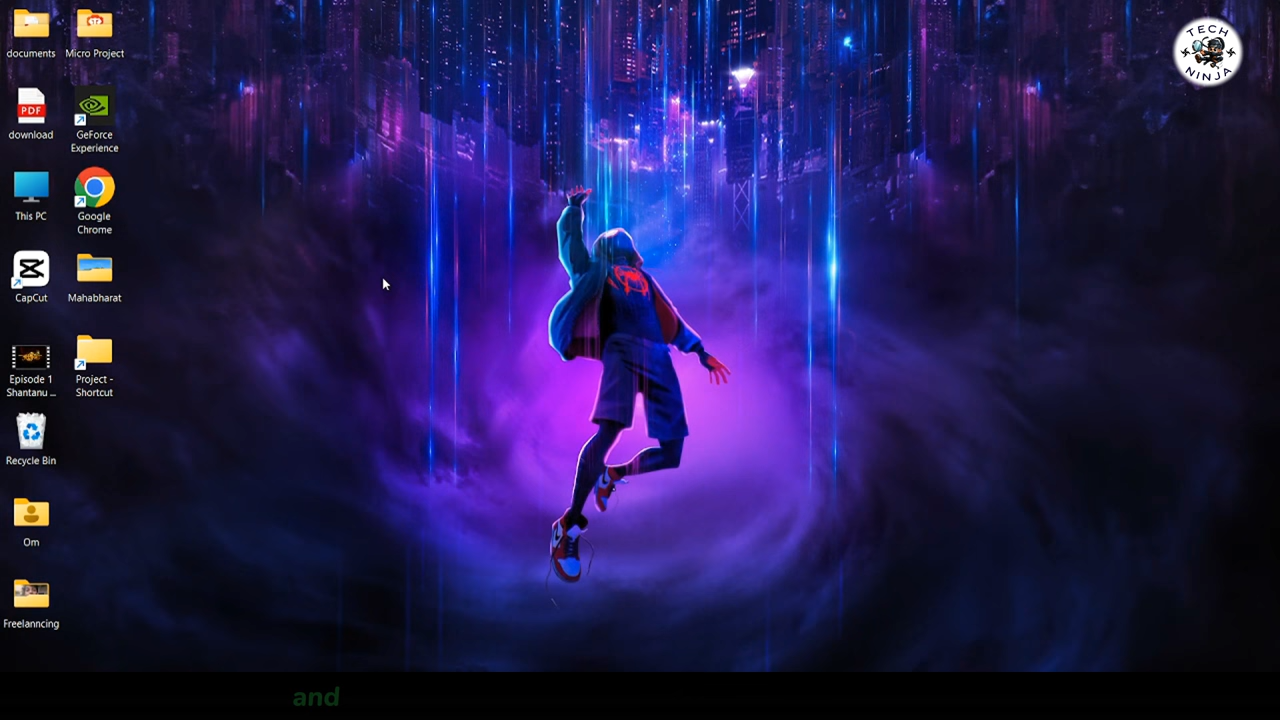 documents
Micro Project
TECH
NINJA
PDF
download
GeForce
Experience
This PC
Google
Chrome
CapCut
Mahabharat
Episode 1
Shantanu ...
Project -
Shortcut
Recycle Bin
Om
Freelanncing
and